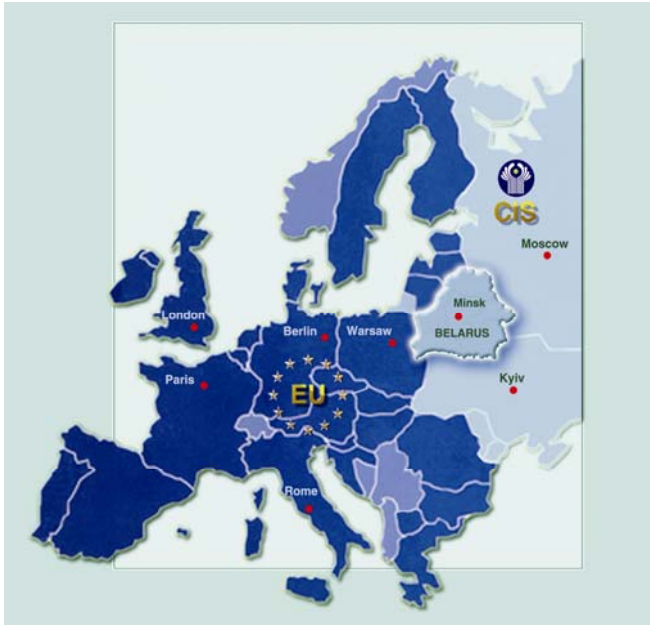 CIS
Moscow
Minsk
BELARUS
London
Berlin
Warsaw
Paris
EU
Kyiv
Rome